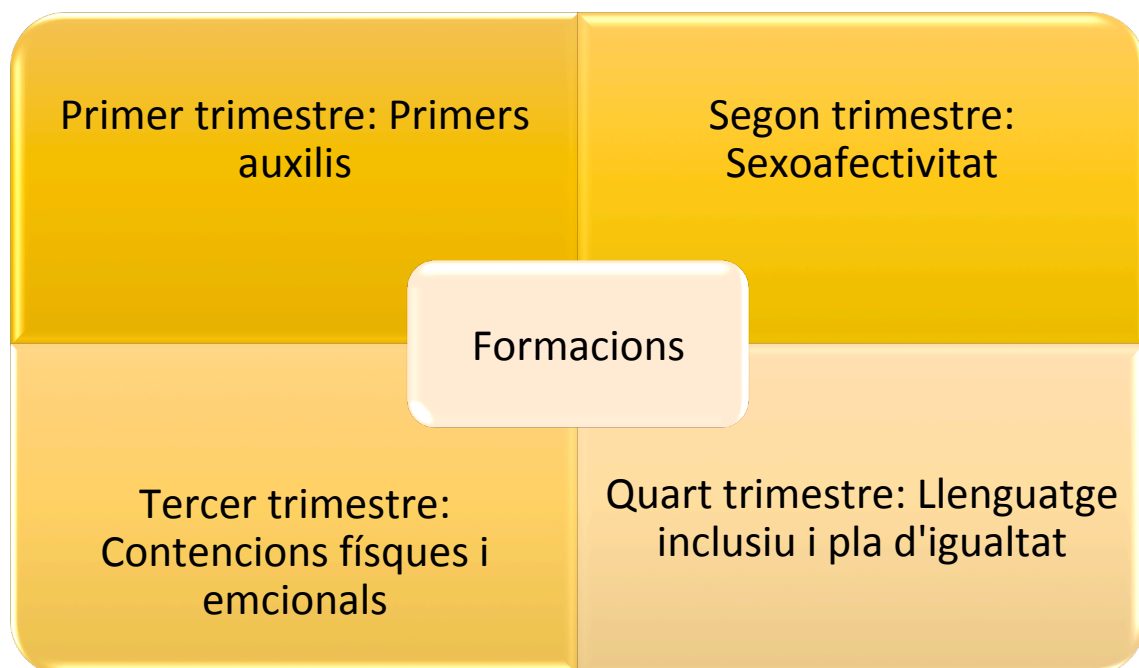 Primer trimestre: Primers
auxilis
Segon trimestre:
Sexoafectivitat
Formacions
Tercer trimestre:
Contencions físques i
emcionals
Quart trimestre: Llenguatge
inclusiu i pla d'igualtat